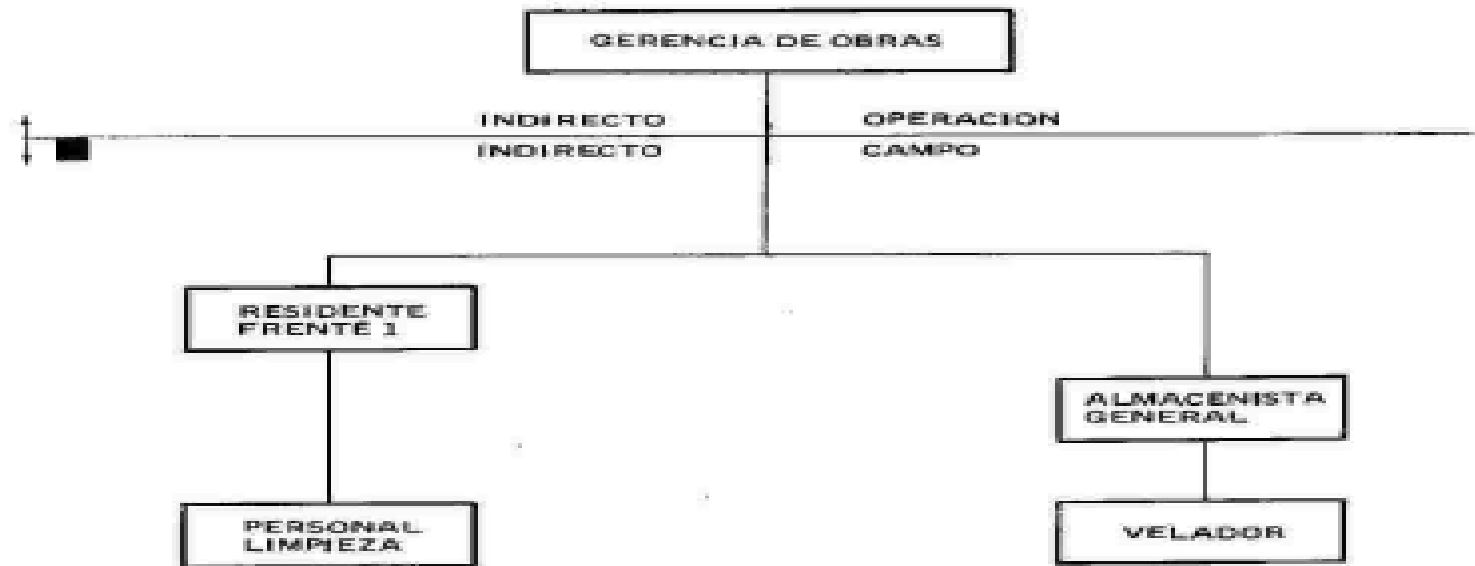 GERENCIA DE OBRAS
INDIRECTO OPERACION
INDIRECTO CAMPO
RESIDENTE
FRENTE 1
ALMACENISTA
GENERAL
PERSONAL
LIMPIEZA
VELADOR